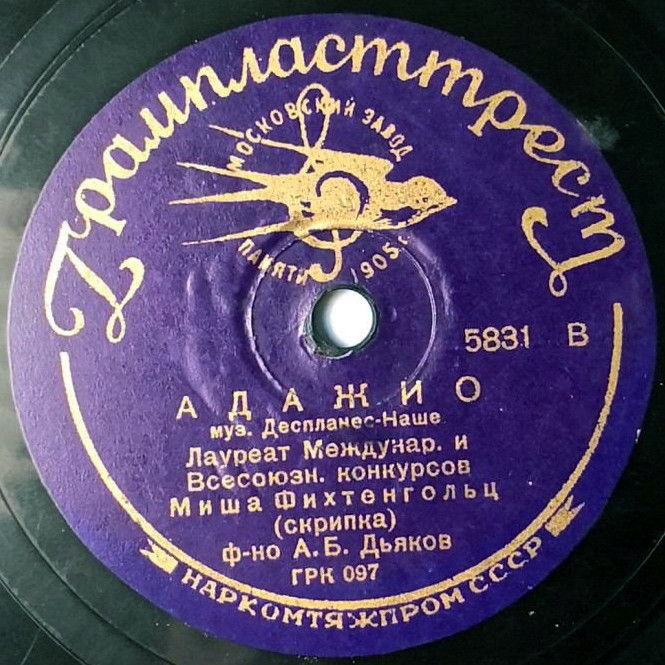 Грампласттрест
МОСКОВСКИЙ ЗАВОД
ПАМЯТИ 1905 г.
5831 В
АДАЖИО
муз. Деспланес-Наше
Лауреат Междунар. и
Всесоюзн. конкурсов
Миша Фихтенгольц
(скрипка)
ф-но А.Б. Дьяков
ГРК 097
НАРКОМТЯЖПРОМ СССР